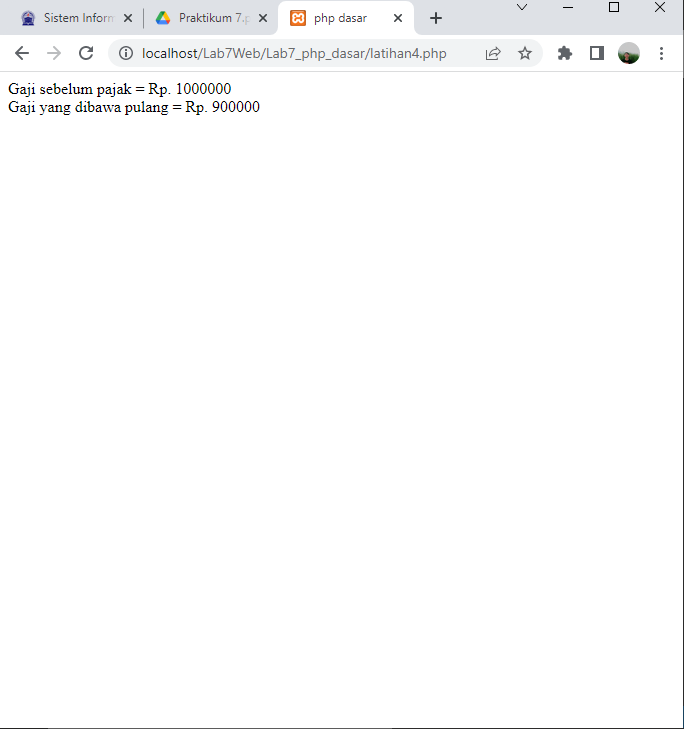 Sistem Inform
Praktikum 7.p
php dasar
localhost/Lab7Web/Lab7_php_dasar/latihan4.php
Gaji sebelum pajak = Rp. 1000000
Gaji yang dibawa pulang = Rp. 900000